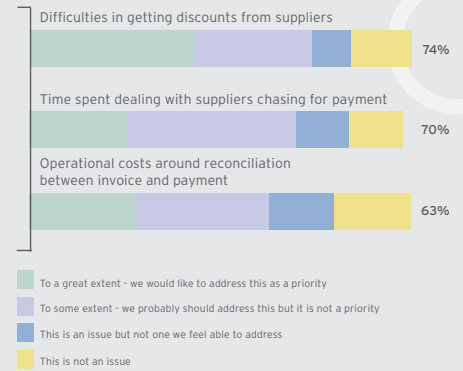 Difficulties in getting discounts from suppliers
74%
Time spent dealing with suppliers chasing for payment
70%
Operational costs around reconciliation
between invoice and payment
63%
To a great extent - we would like to address this as a priority
To some extent - we probably should address this but it is not a priority
This is an issue but not one we feel able to address
This is not an issue